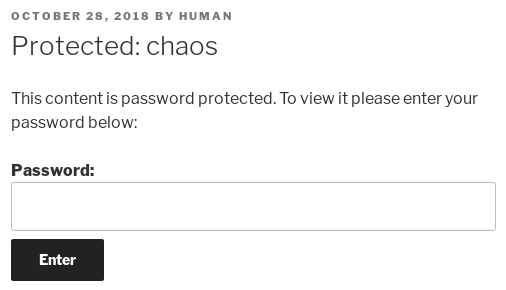 OCTOBER 28, 2018 BY HUMAN
Protected: chaos
This content is password protected. To view it please enter your
password below:
Password:
Enter